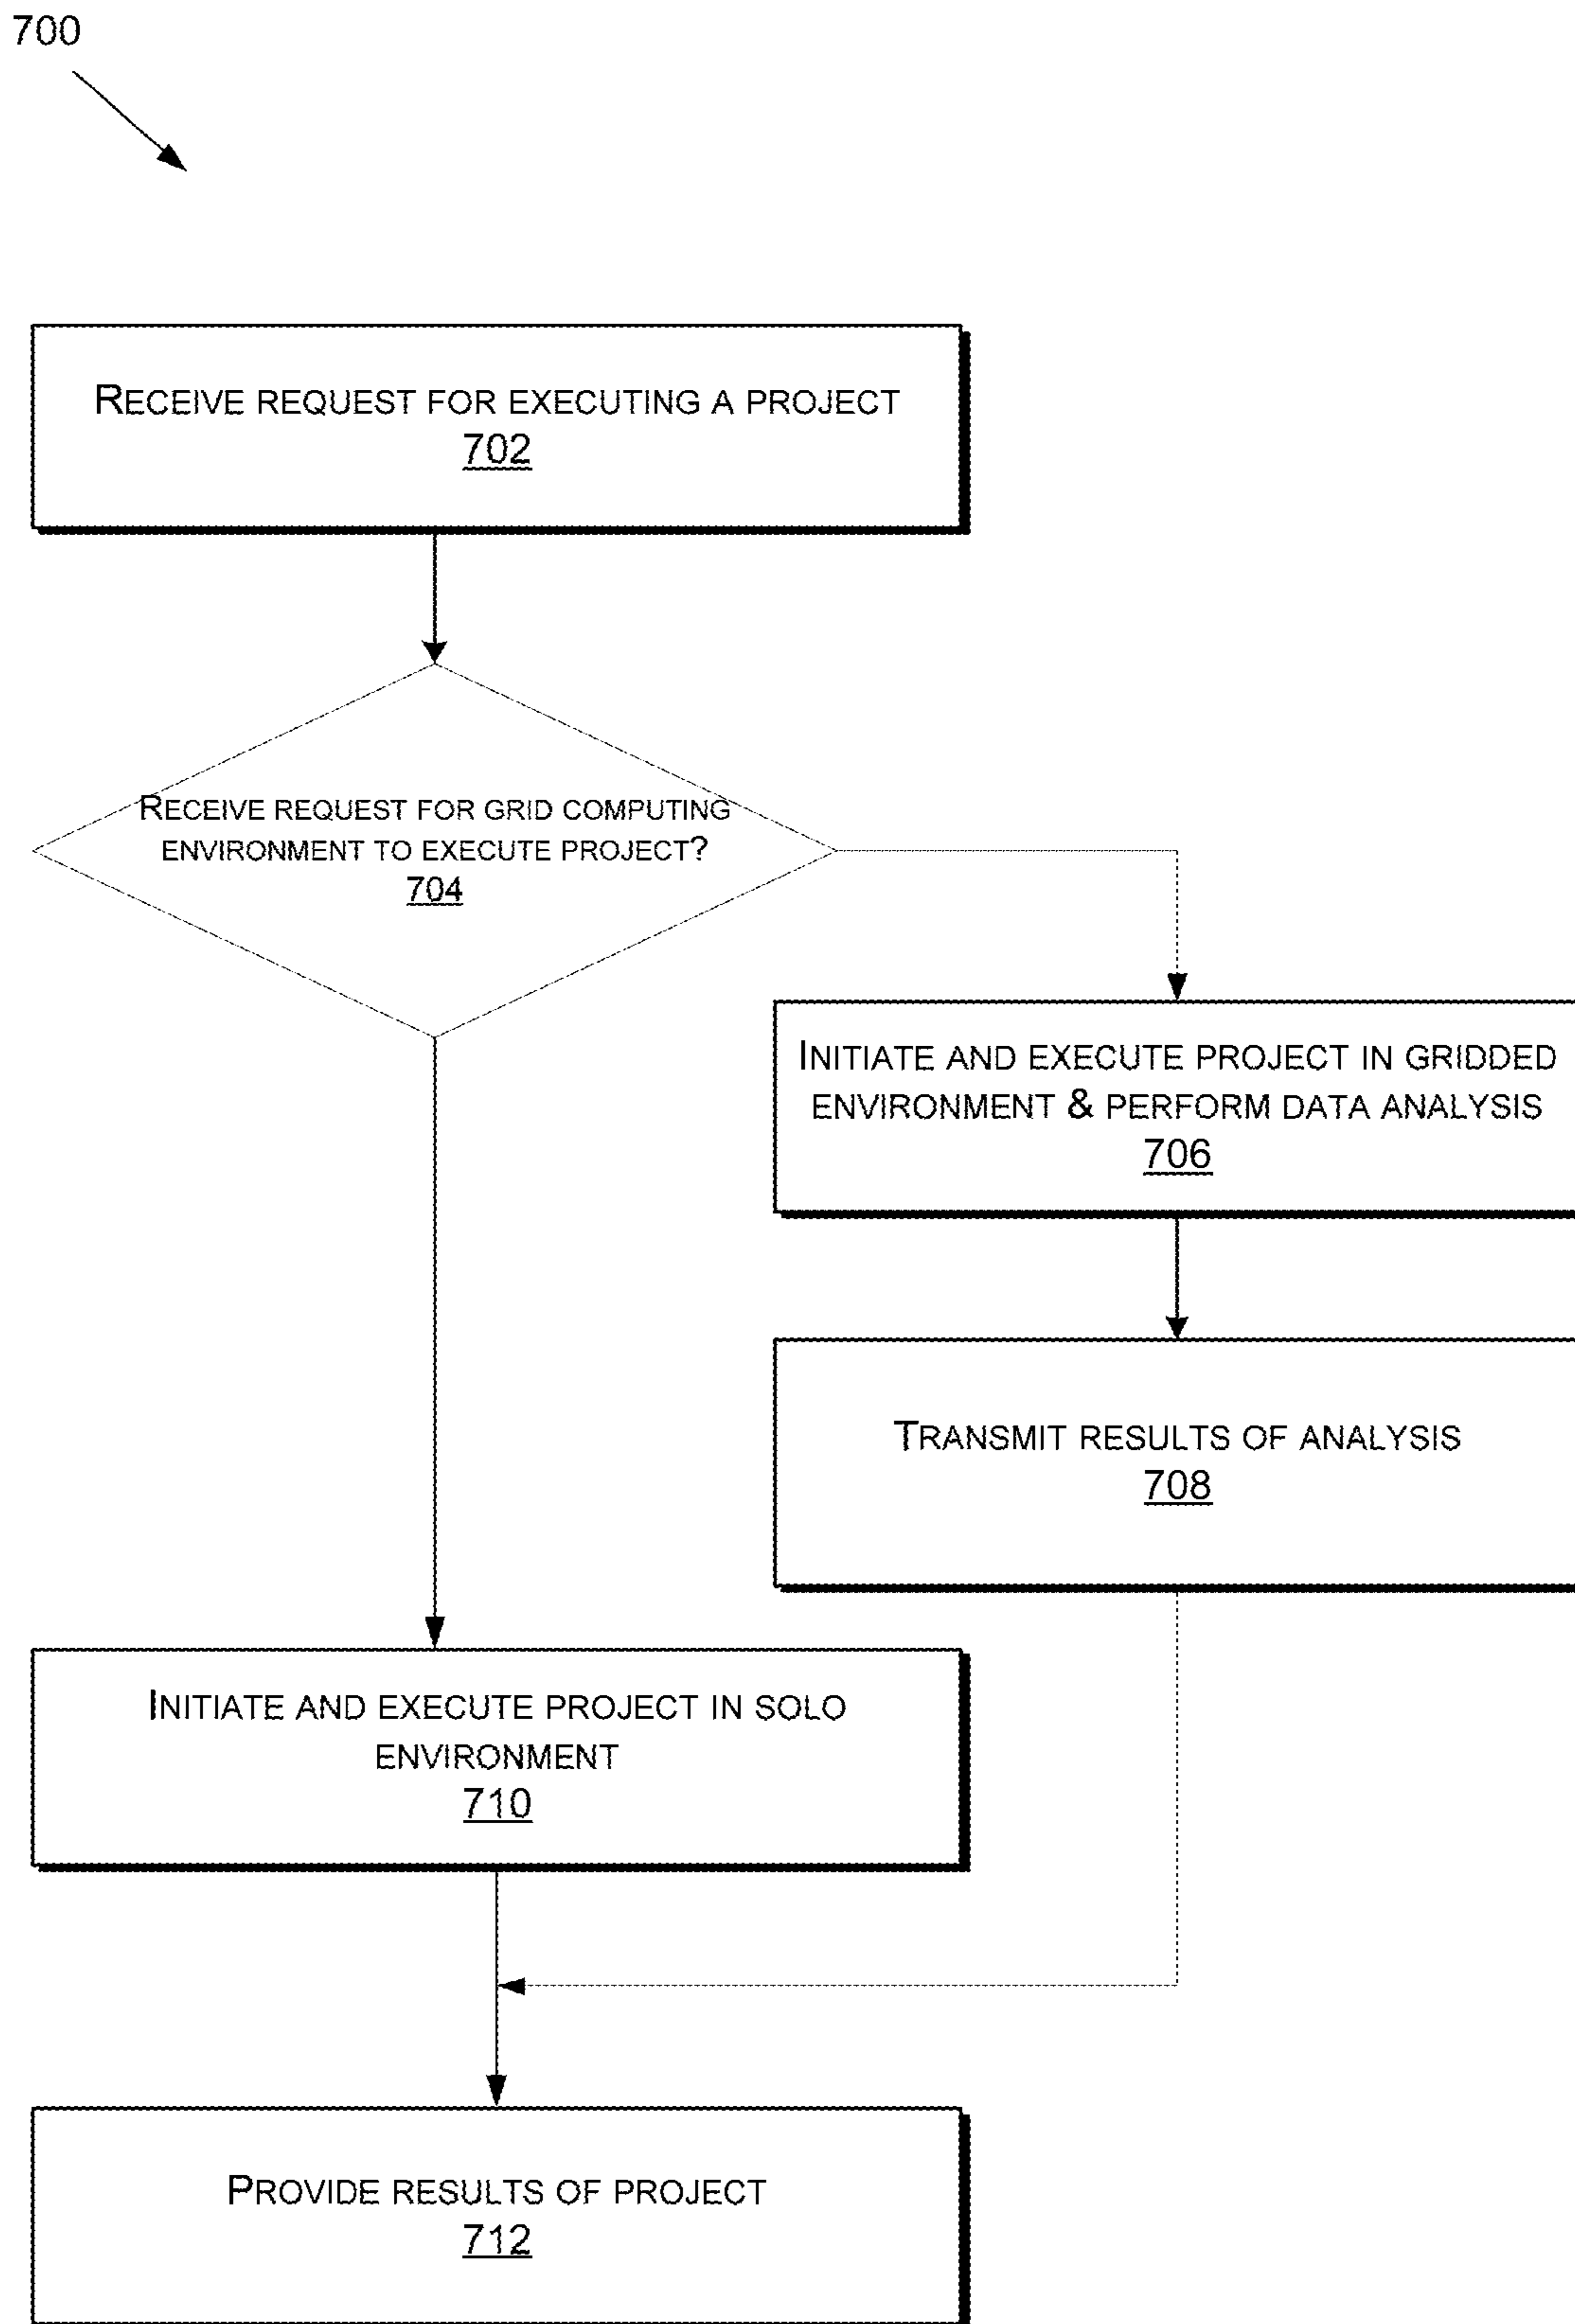 700
RECEIVE REQUEST FOR EXECUTING A PROJECT
702
RECEIVE REQUEST FOR GRID COMPUTING
ENVIRONMENT TO EXECUTE PROJECT?
704
INITIATE AND EXECUTE PROJECT IN GRIDDED
ENVIRONMENT & PERFORM DATA ANALYSIS
706
TRANSMIT RESULTS OF ANALYSIS
708
INITIATE AND EXECUTE PROJECT IN SOLO
ENVIRONMENT
710
PROVIDE RESULTS OF PROJECT
712